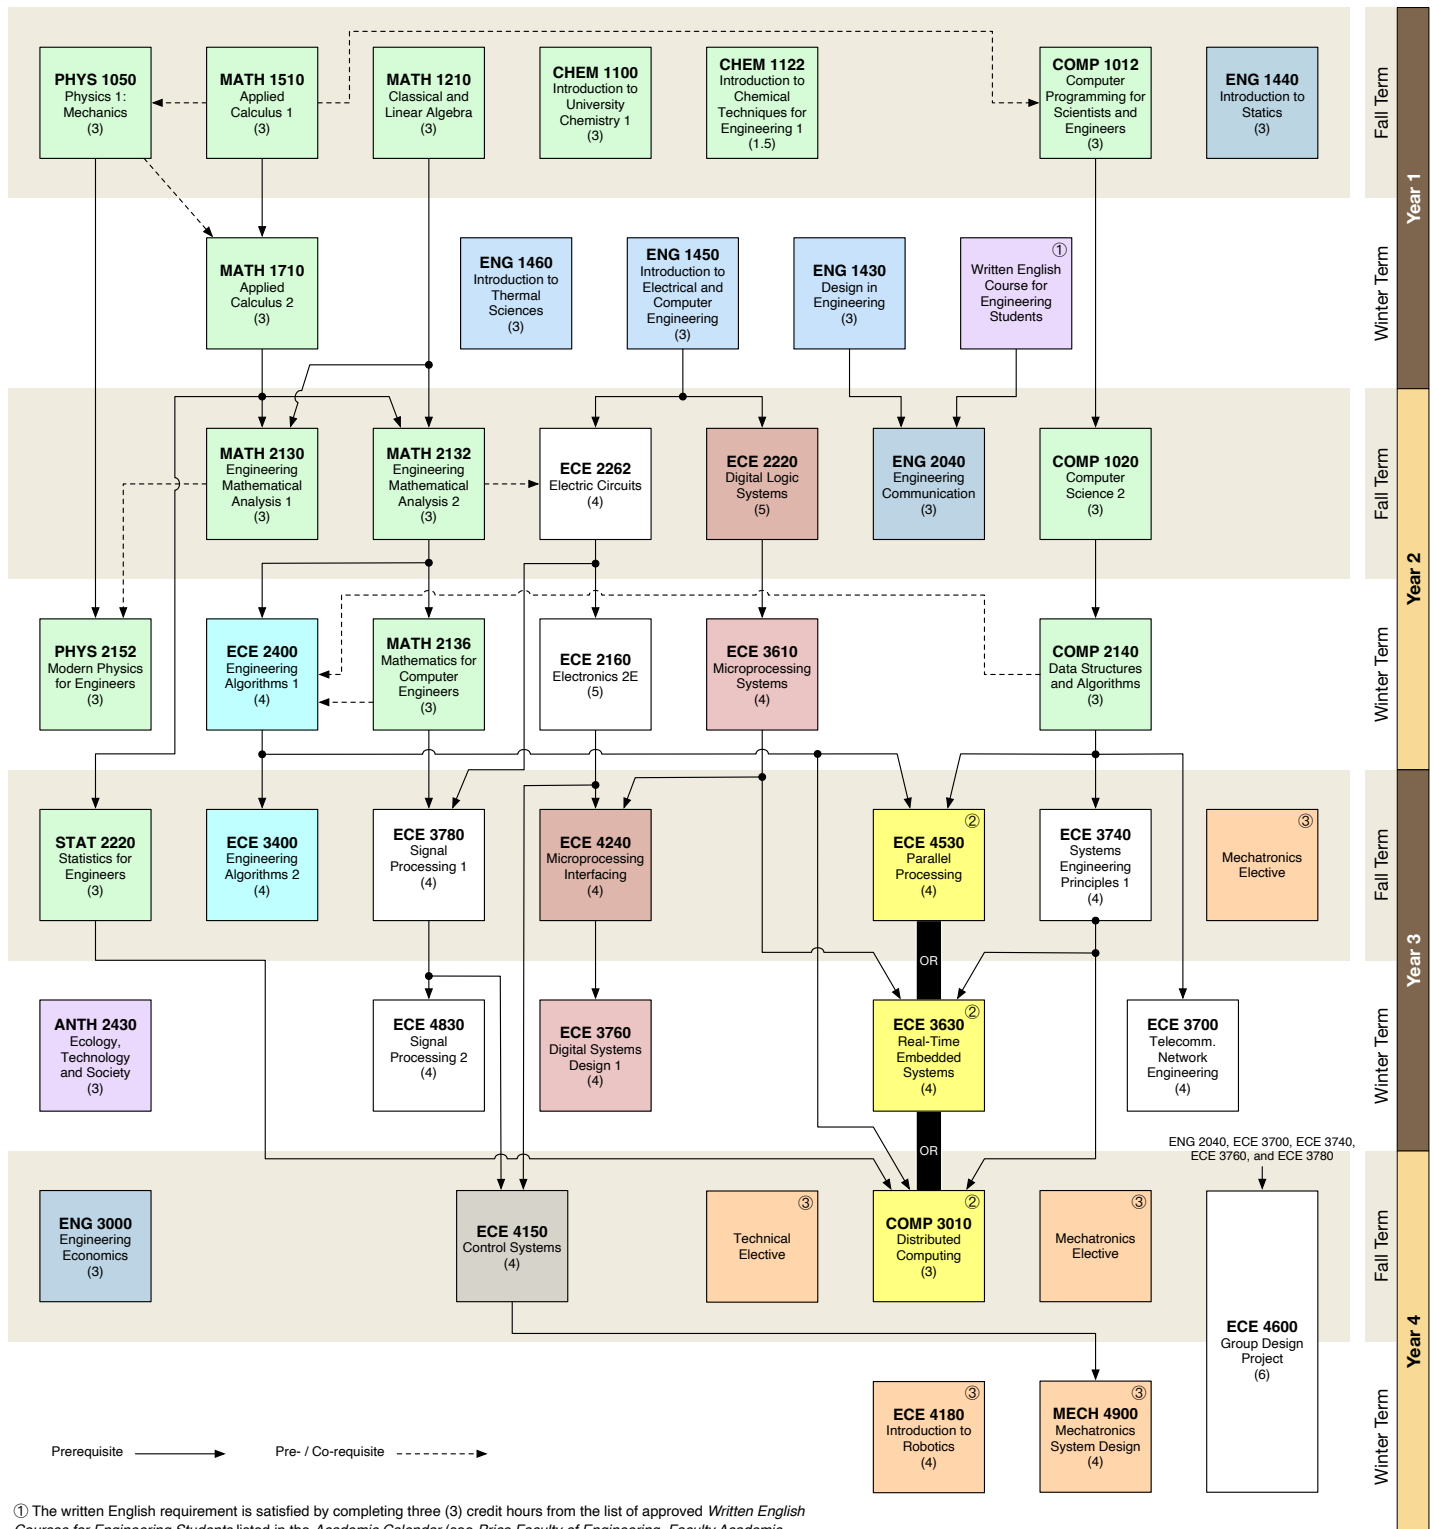 PHYS 1050
Physics 1:
Mechanics
(3)
MATH 1510
Applied
Calculus 1
(3)
MATH 1210
Classical and
Linear Algebra
(3)
CHEM 1100
Introduction to
University
Chemistry 1
(3)
CHEM 1122
Introduction to
Chemical
Techniques for
Engineering 1
(1.5)
COMP 1012
Computer
Programming for
Scientists and
Engineers
(3)
ENG 1440
Introduction to
Statics
(3)
Fall Term
Year 1
MATH 1710
Applied
Calculus 2
(3)
ENG 1460
Introduction to
Thermal
Sciences
(3)
ENG 1450
Introduction to
Electrical and
Computer
Engineering
(3)
ENG 1430
Design in
Engineering
(3)
①
Written English
Course for
Engineering
Students
Winter Term
MATH 2130
Engineering
Mathematical
Analysis 1
(3)
MATH 2132
Engineering
Mathematical
Analysis 2
(3)
ECE 2262
Electric Circuits
(4)
ECE 2220
Digital Logic
Systems
(5)
ENG 2040
Engineering
Communication
(3)
COMP 1020
Computer
Science 2
(3)
Fall Term
Year 2
PHYS 2152
Modern Physics
for Engineers
(3)
ECE 2400
Engineering
Algorithms 1
(4)
MATH 2136
Mathematics for
Computer
Engineers
(3)
ECE 2160
Electronics 2E
(5)
ECE 3610
Microprocessing
Systems
(4)
COMP 2140
Data Structures
and Algorithms
(3)
Winter Term
STAT 2220
Statistics for
Engineers
(3)
ECE 3400
Engineering
Algorithms 2
(4)
ECE 3780
Signal
Processing 1
(4)
ECE 4240
Microprocessing
Interfacing
(4)
②
ECE 4530
Parallel
Processing
(4)
ECE 3740
Systems
Engineering
Principles 1
(4)
③
Mechatronics
Elective
Fall Term
Year 3
OR
ANTH 2430
Ecology,
Technology
and Society
(3)
ECE 4830
Signal
Processing 2
(4)
ECE 3760
Digital Systems
Design 1
(4)
②
ECE 3630
Real-Time
Embedded
Systems
(4)
ECE 3700
Telecomm.
Network
Engineering
(4)
Winter Term
OR
ENG 2040, ECE 3700, ECE 3740,
ECE 3760, and ECE 3780
ENG 3000
Engineering
Economics
(3)
ECE 4150
Control Systems
(4)
③
Technical
Elective
②
COMP 3010
Distributed
Computing
(3)
③
Mechatronics
Elective
ECE 4600
Group Design
Project
(6)
Fall Term
Year 4
③
ECE 4180
Introduction to
Robotics
(4)
③
MECH 4900
Mechatronics
System Design
(4)
Winter Term
Prerequisite
Pre- / Co-requisite
① The written English requirement is satisfied by completing three (3) credit hours from the list of approved Written English
Courses for Engineering Students listed in the Academic Calendar (see Price Faculty of Engineering, Faculty Academic